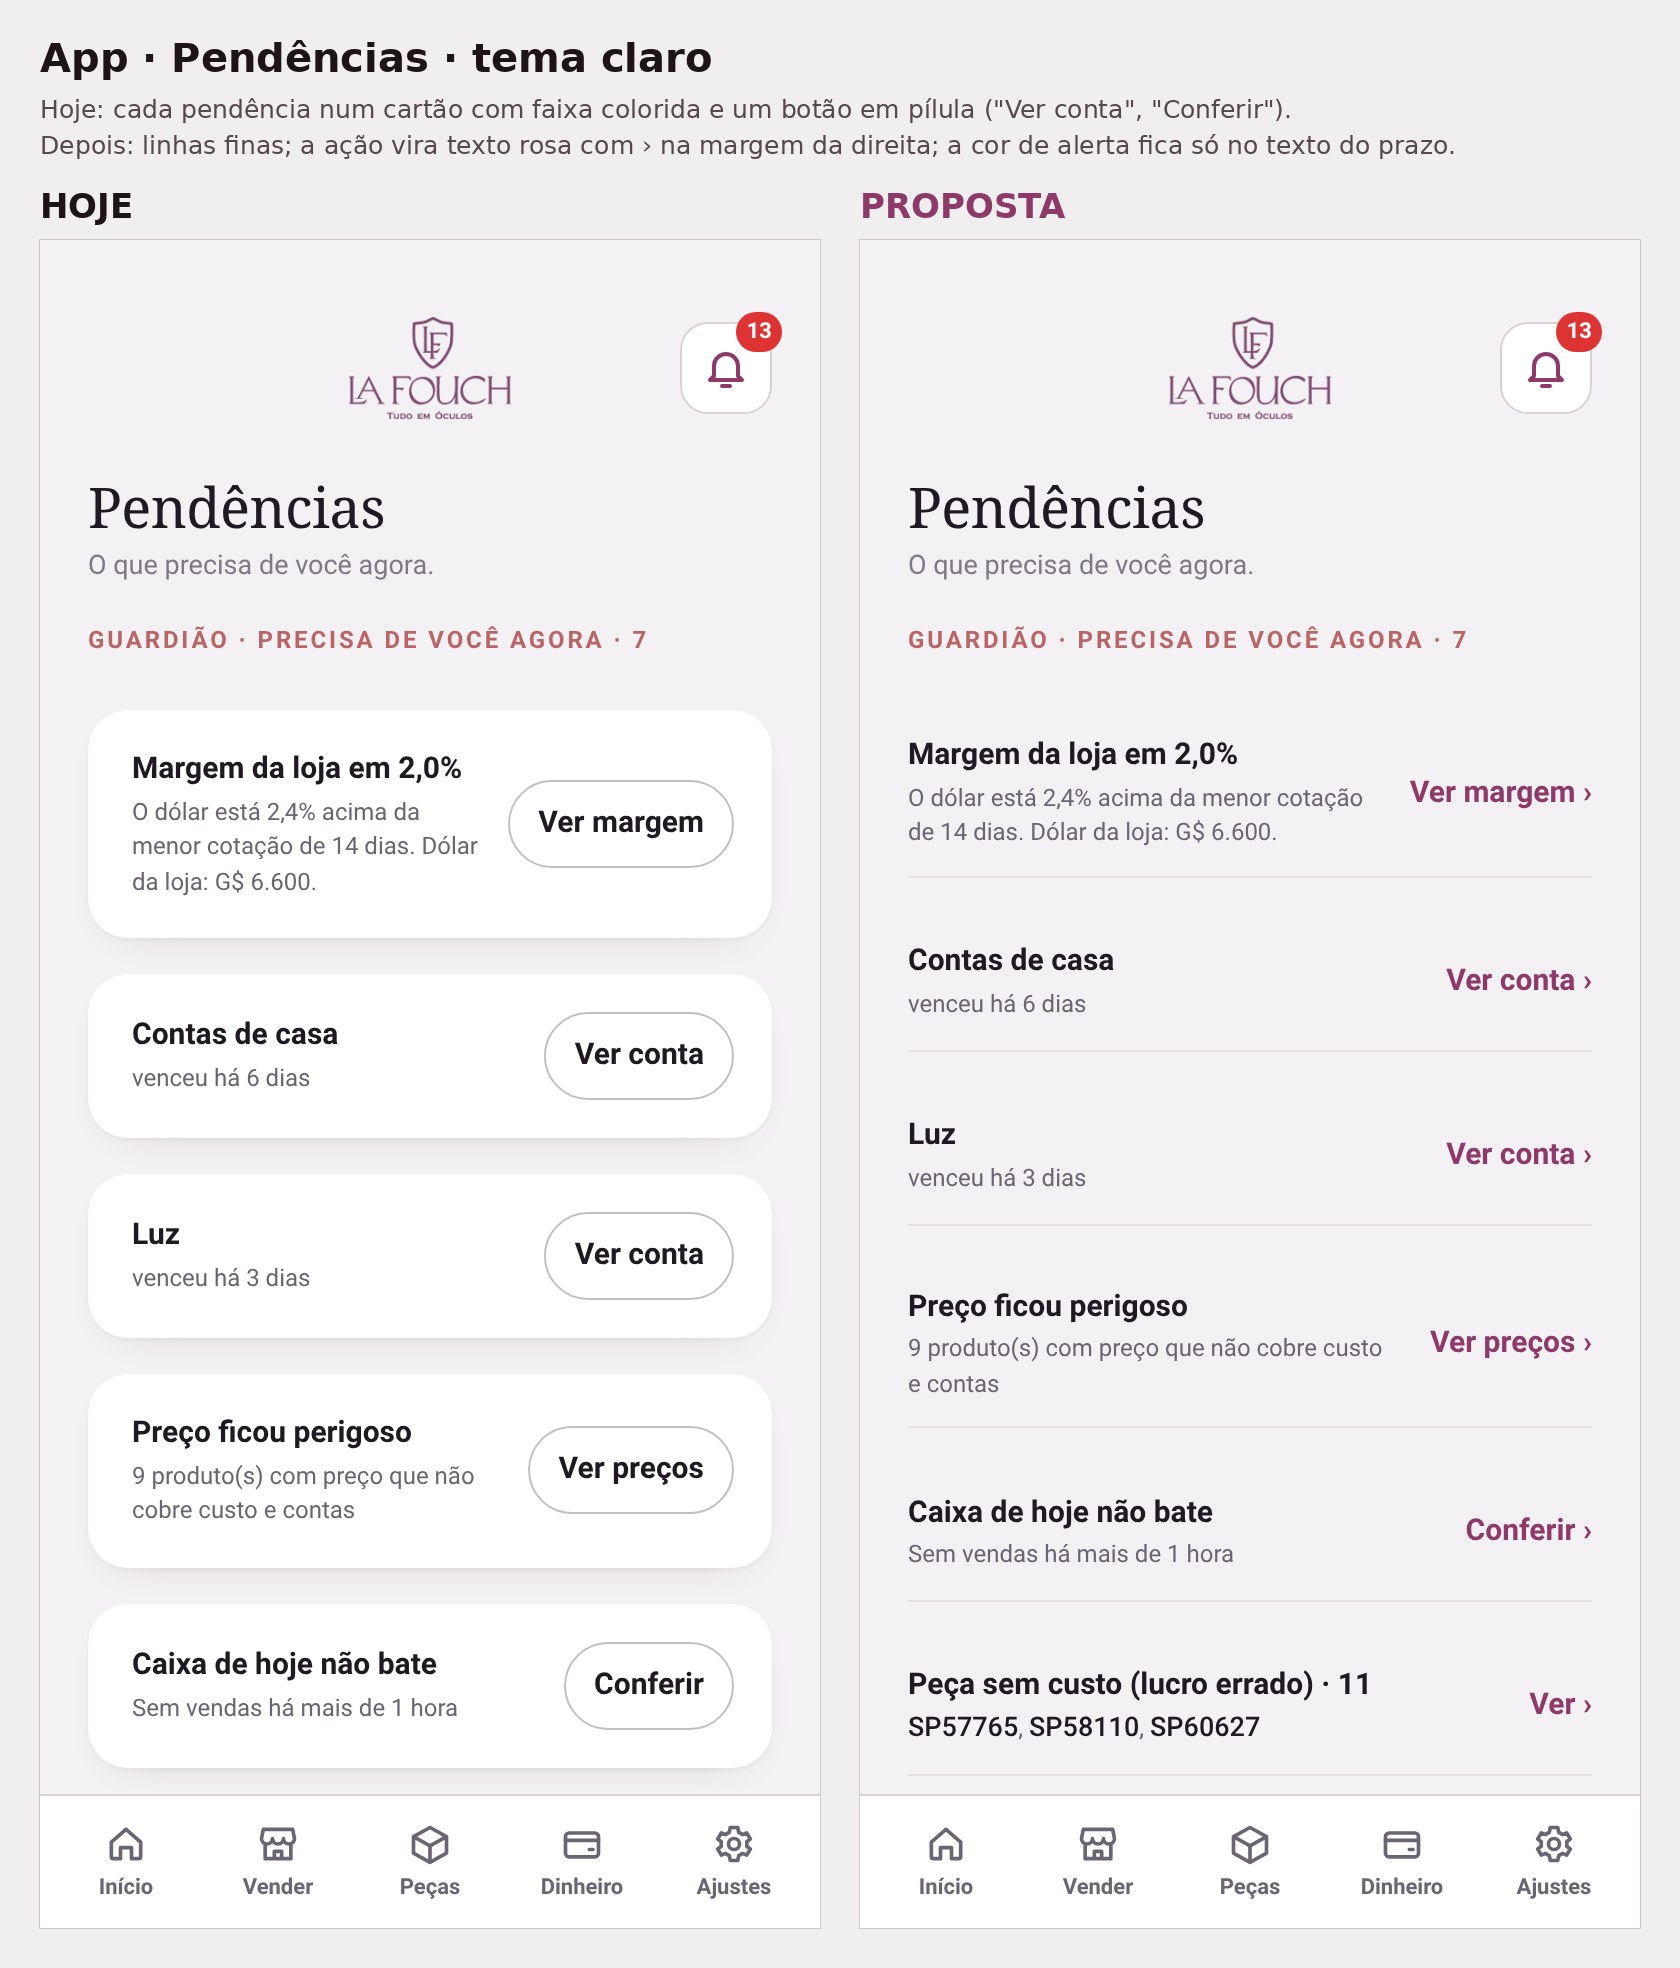 App · Pendências · tema claro
Hoje: cada pendência num cartão com faixa colorida e um botão em pílula ("Ver conta", "Conferir").
Depois: linhas finas; a ação vira texto rosa com › na margem da direita; a cor de alerta fica só no texto do prazo.
HOJE
LF
LA FOUCH
TUDO EM ÓCULOS
13
Pendências
O que precisa de você agora.
GUARDIÃO · PRECISA DE VOCÊ AGORA · 7
Margem da loja em 2,0%
O dólar está 2,4% acima da
menor cotação de 14 dias. Dólar
da loja: G$ 6.600.
Ver margem
Contas de casa
venceu há 6 dias
Ver conta
Luz
venceu há 3 dias
Ver conta
Preço ficou perigoso
9 produto(s) com preço que não
cobre custo e contas
Ver preços
Caixa de hoje não bate
Sem vendas há mais de 1 hora
Conferir
Início
Vender
Peças
Dinheiro
Ajustes
PROPOSTA
LF
LA FOUCH
TUDO EM ÓCULOS
13
Pendências
O que precisa de você agora.
GUARDIÃO · PRECISA DE VOCÊ AGORA · 7
Margem da loja em 2,0%
O dólar está 2,4% acima da menor cotação
de 14 dias. Dólar da loja: G$ 6.600.
Ver margem ›
Contas de casa
venceu há 6 dias
Ver conta ›
Luz
venceu há 3 dias
Ver conta ›
Preço ficou perigoso
9 produto(s) com preço que não cobre custo
e contas
Ver preços ›
Caixa de hoje não bate
Sem vendas há mais de 1 hora
Conferir ›
Peça sem custo (lucro errado) · 11
SP57765, SP58110, SP60627
Ver ›
Início
Vender
Peças
Dinheiro
Ajustes